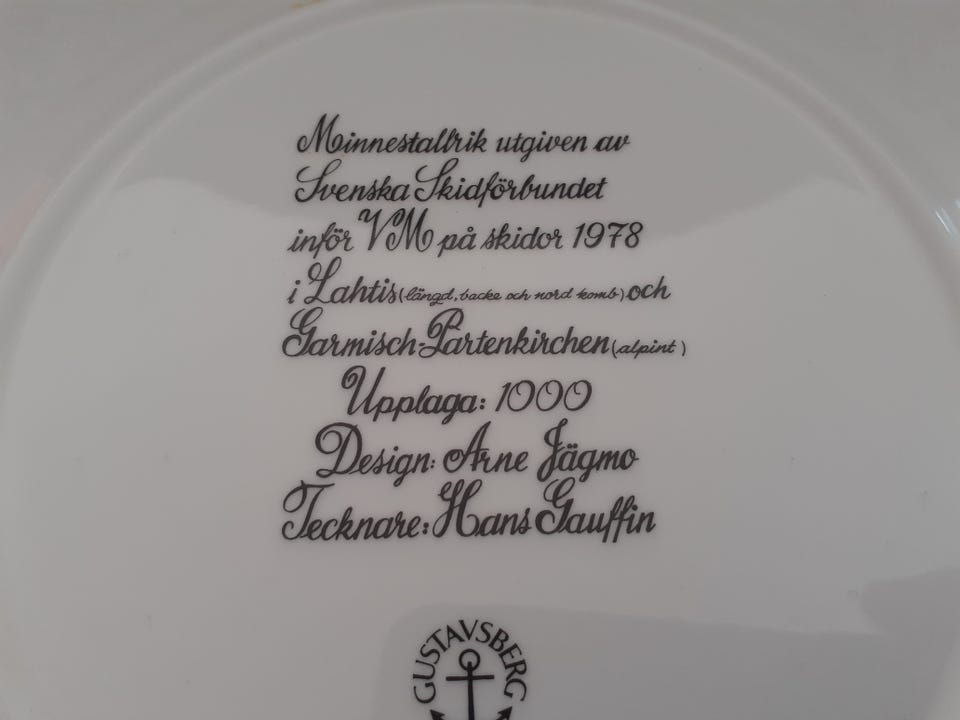 Minnestallrik utgiven av
Svenska Skidförbundet
inför VM på skidor 1978
i Lahtis (längd, backe och nord komb) och
Garmisch-Partenkirchen (alpint)
Upplaga: 1000
Design: Arne Jägmo
Tecknare: Hans Gauffin
GUSTAVSBERG